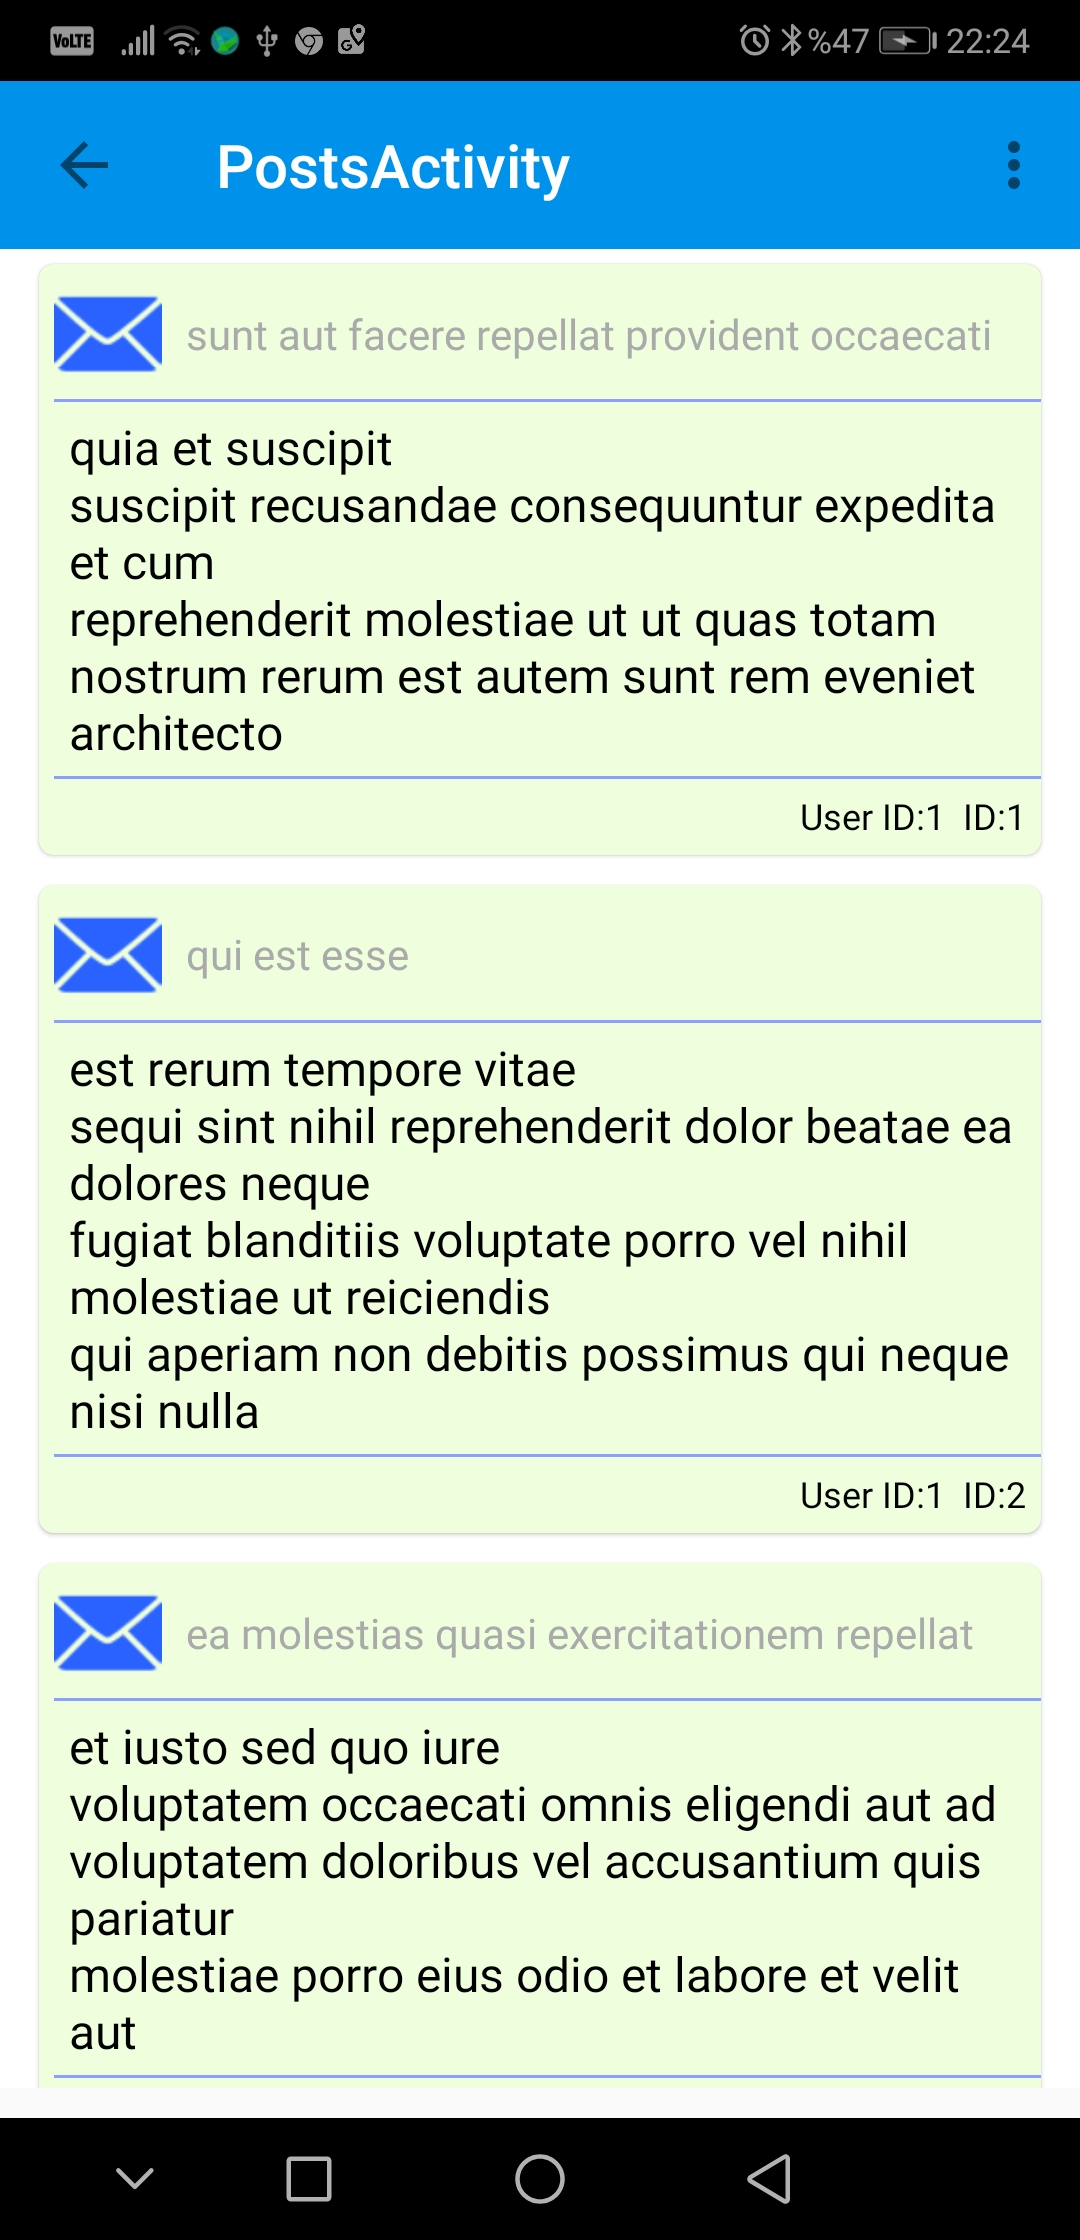 VoLTE %47 22:24
PostsActivity
sunt aut facere repellat provident occaecati
quia et suscipit
suscipit recusandae consequuntur expedita
et cum
reprehenderit molestiae ut ut quas totam
nostrum rerum est autem sunt rem eveniet
architecto
User ID:1 ID:1
qui est esse
est rerum tempore vitae
sequi sint nihil reprehenderit dolor beatae ea
dolores neque
fugiat blanditiis voluptate porro vel nihil
molestiae ut reiciendis
qui aperiam non debitis possimus qui neque
nisi nulla
User ID:1 ID:2
ea molestias quasi exercitationem repellat
et iusto sed quo iure
voluptatem occaecati omnis eligendi aut ad
voluptatem doloribus vel accusantium quis
pariatur
molestiae porro eius odio et labore et velit
aut